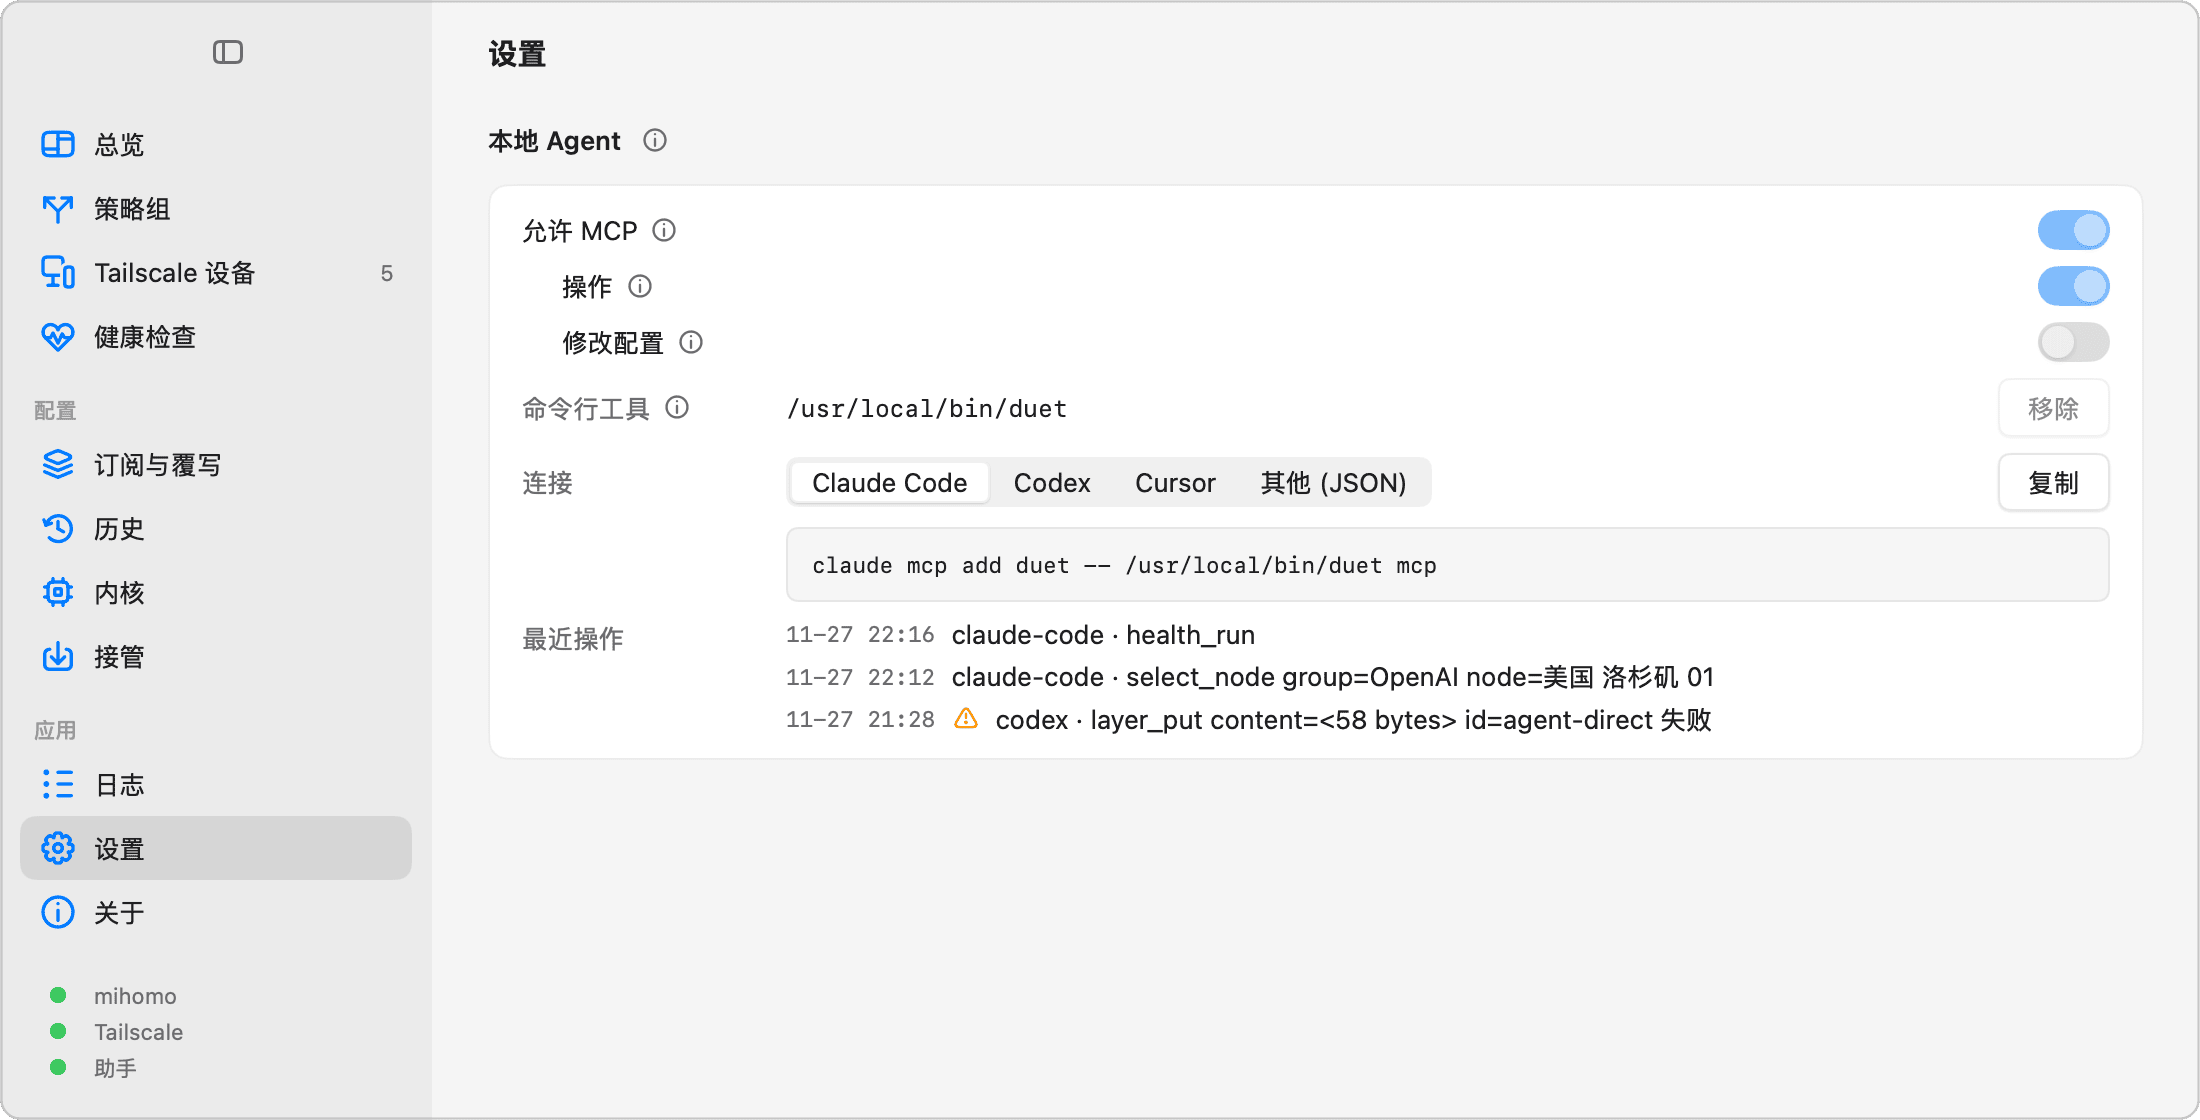 总览
策略组
Tailscale 设备 5
健康检查
配置
订阅与覆写
历史
内核
接管
应用
日志
设置
关于
mihomo
Tailscale
助手
设置
本地 Agent
允许 MCP
操作
修改配置
命令行工具 /usr/local/bin/duet 移除
连接 Claude Code Codex Cursor 其他 (JSON) 复制
claude mcp add duet -- /usr/local/bin/duet mcp
最近操作 11-27 22:16 claude-code · health_run
11-27 22:12 claude-code · select_node group=OpenAI node=美国 洛杉矶 01
11-27 21:28 codex · layer_put content=<58 bytes> id=agent-direct 失败